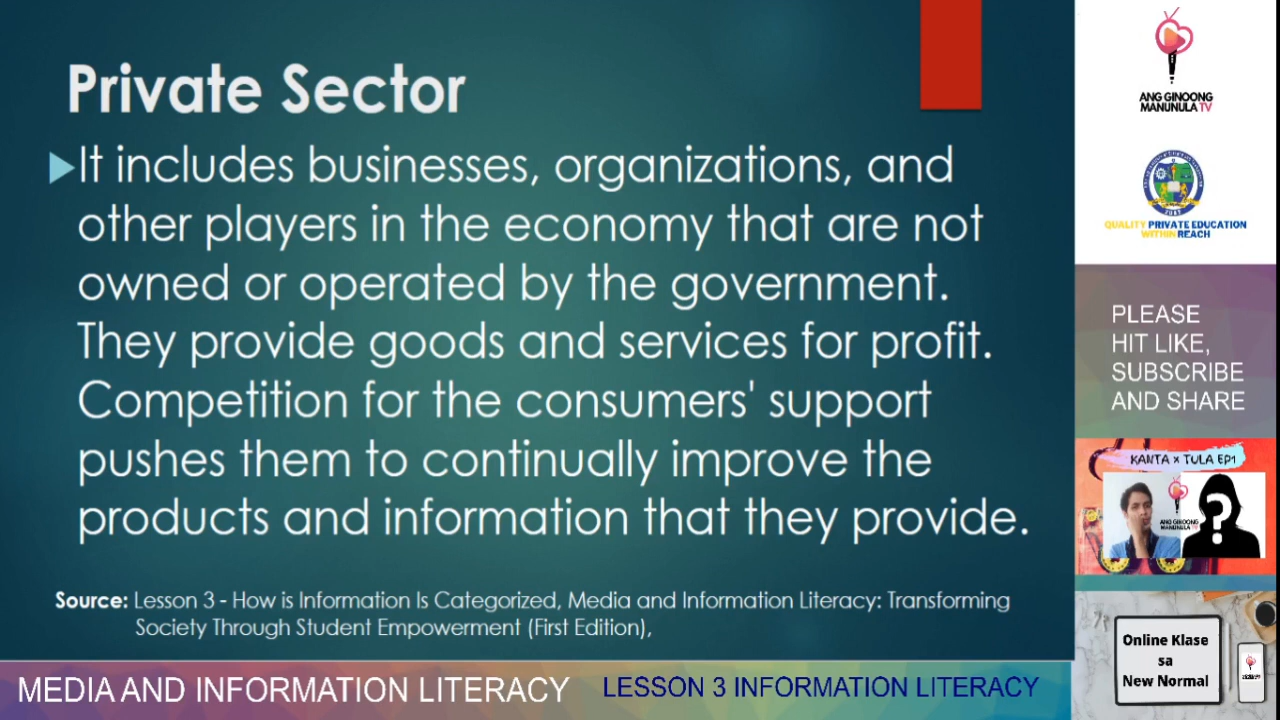 Private Sector
It includes businesses, organizations, and
other players in the economy that are not
owned or operated by the government.
They provide goods and services for profit.
Competition for the consumers' support
pushes them to continually improve the
products and information that they provide.
Source: Lesson 3 - How is Information Is Categorized, Media and Information Literacy: Transforming
Society Through Student Empowerment (First Edition),
MEDIA AND INFORMATION LITERACY
LESSON 3 INFORMATION LITERACY
ANG GINOONG
MANUNULA TV
QUALITY PRIVATE EDUCATION
WITHIN REACH
PLEASE
HIT LIKE,
SUBSCRIBE
AND SHARE
KANTA x TULA EP1
ANG GINOONG
MANUNULA TV
?
Online Klase
sa
New Normal